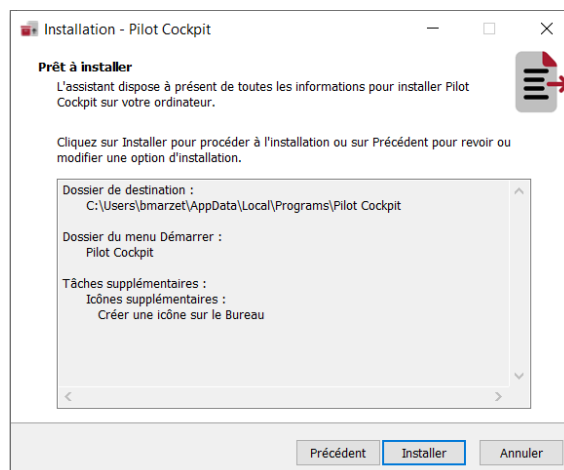 Installation - Pilot Cockpit
Prêt à installer
L'assistant dispose à présent de toutes les informations pour installer Pilot
Cockpit sur votre ordinateur.
Cliquez sur Installer pour procéder à l'installation ou sur Précédent pour revoir ou
modifier une option d'installation.
Dossier de destination :
C:\Users\bmarzet\AppData\Local\Programs\Pilot Cockpit
Dossier du menu Démarrer :
Pilot Cockpit
Tâches supplémentaires :
Icônes supplémentaires :
Créer une icône sur le Bureau
Précédent Installer Annuler